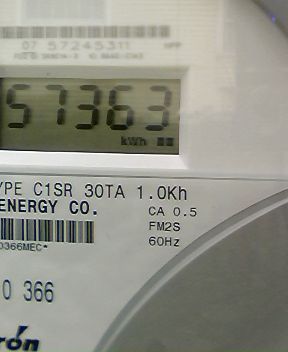 07 57245311
57363
kWh
YPE C1SR 30TA 1.0Kh
ENERGY CO.
CA 0.5
FM2S
60Hz
0366MEC*
0 366
ron